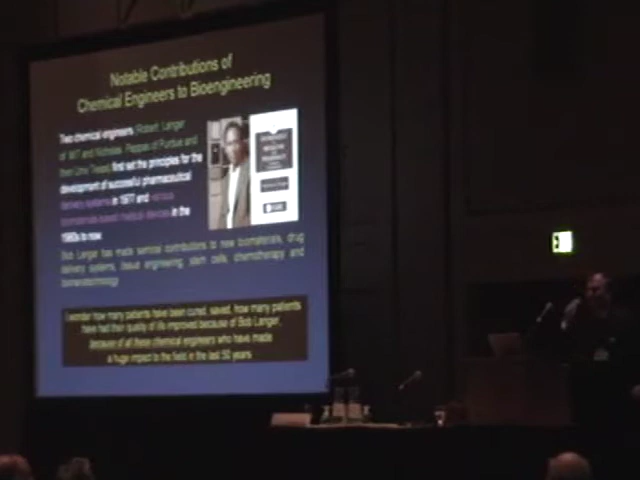 Notable Contributions of
Chemical Engineers to Bioengineering
Two chemical engineers (Robert Langer
of MIT and Nicholas Peppas of Purdue and
then Univ Texas) first set the principles for the
development of successful pharmaceutical
delivery systems in 1977 and various
biomaterials-based medical devices in the
1980s to now
Bob Langer has made seminal contributions to new biomaterials, drug
delivery systems, tissue engineering, stem cells, chemotherapy and
I wonder how many patients have been cured, saved, how many patients
have had their quality of life improved because of Bob Langer,
because of all these chemical engineers who have made
a huge impact to the field in the last 50 years